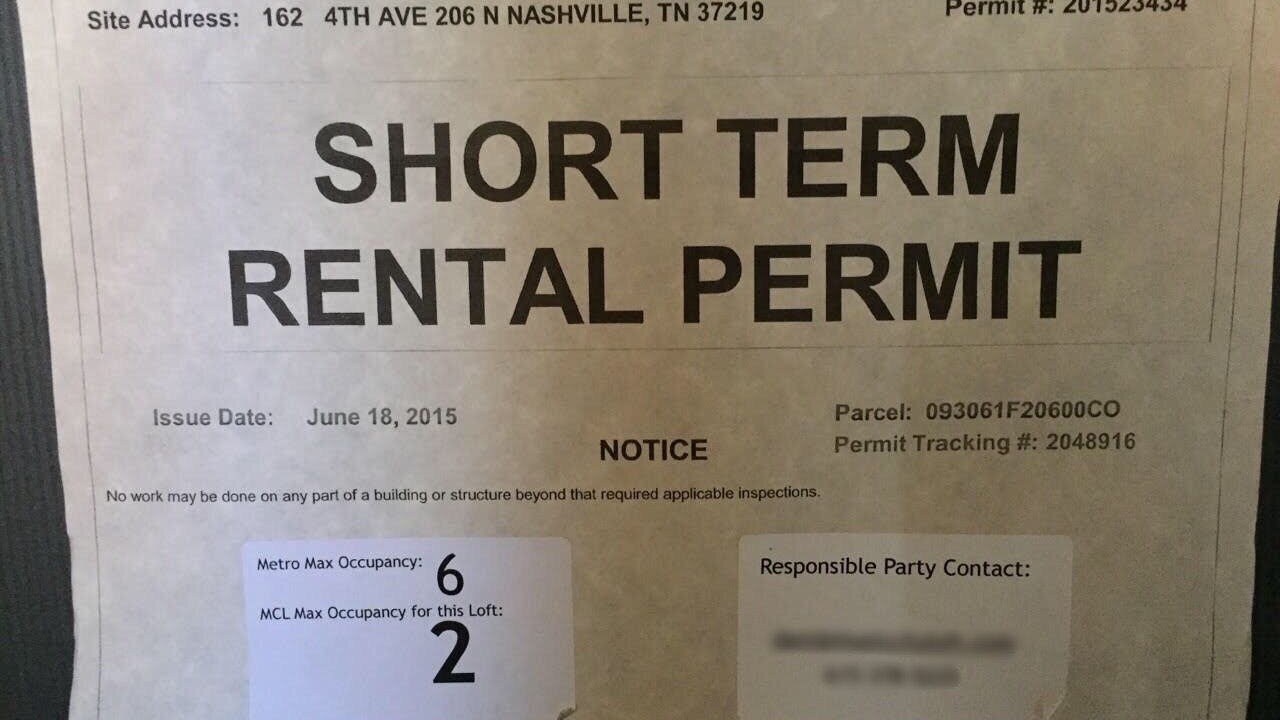 Site Address: 162 4TH AVE 206 N NASHVILLE, TN 37219
Permit #: 201523434
SHORT TERM
RENTAL PERMIT
Issue Date: June 18, 2015
Parcel: 093061F20600CO
Permit Tracking #: 2048916
NOTICE
No work may be done on any part of a building or structure beyond that required applicable inspections.
Metro Max Occupancy: 6
MCL Max Occupancy for this Loft:
2
Responsible Party Contact: